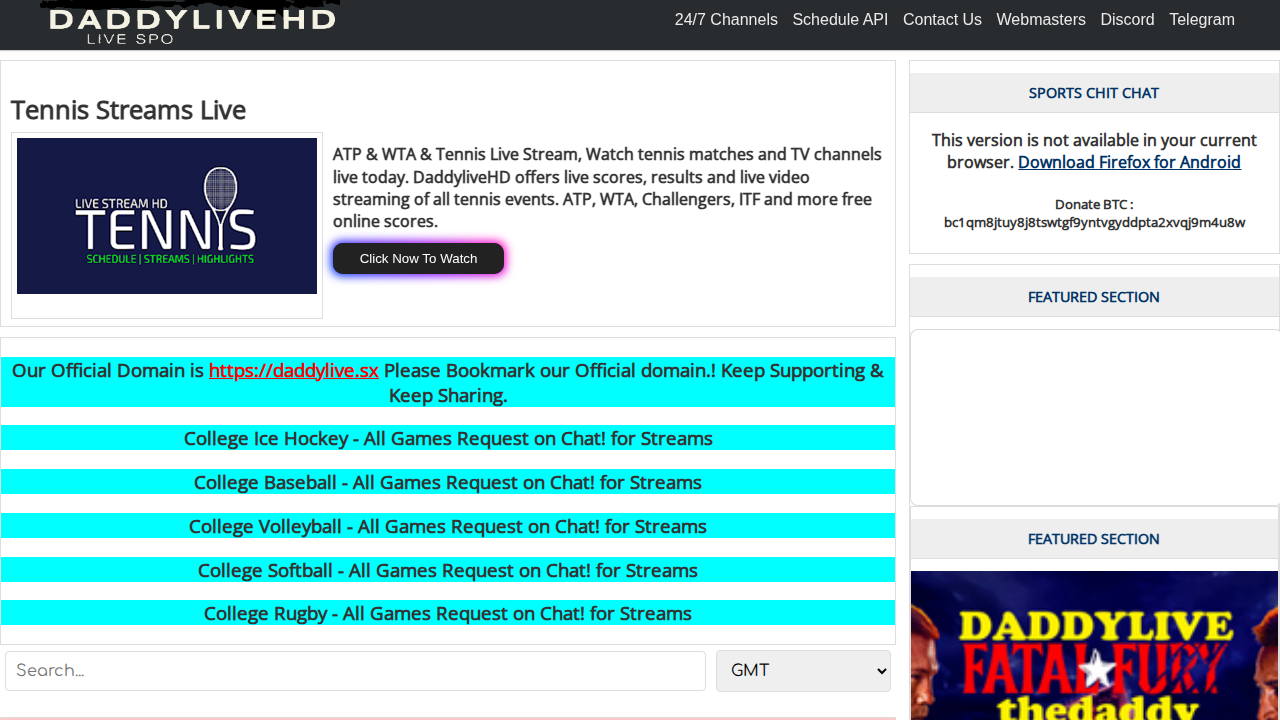 DADDYLIVEHD
LIVE SPO
24/7 Channels Schedule API Contact Us Webmasters Discord Telegram
Tennis Streams Live
LIVE STREAM HD
TENNIS
SCHEDULE | STREAMS | HIGHLIGHTS
ATP & WTA & Tennis Live Stream, Watch tennis matches and TV channels
live today. DaddyliveHD offers live scores, results and live video
streaming of all tennis events. ATP, WTA, Challengers, ITF and more free
online scores.
Click Now To Watch
Our Official Domain is https://daddylive.sx Please Bookmark our Official domain.! Keep Supporting &
Keep Sharing.
College Ice Hockey - All Games Request on Chat! for Streams
College Baseball - All Games Request on Chat! for Streams
College Volleyball - All Games Request on Chat! for Streams
College Softball - All Games Request on Chat! for Streams
College Rugby - All Games Request on Chat! for Streams
Search...
GMT
SPORTS CHIT CHAT
This version is not available in your current
browser. Download Firefox for Android
Donate BTC :
bc1qm8jtuy8j8tswtgf9yntvgyddpta2xvqj9m4u8w
FEATURED SECTION
FEATURED SECTION
DADDYLIVE
FATAL FURY
thedaddy